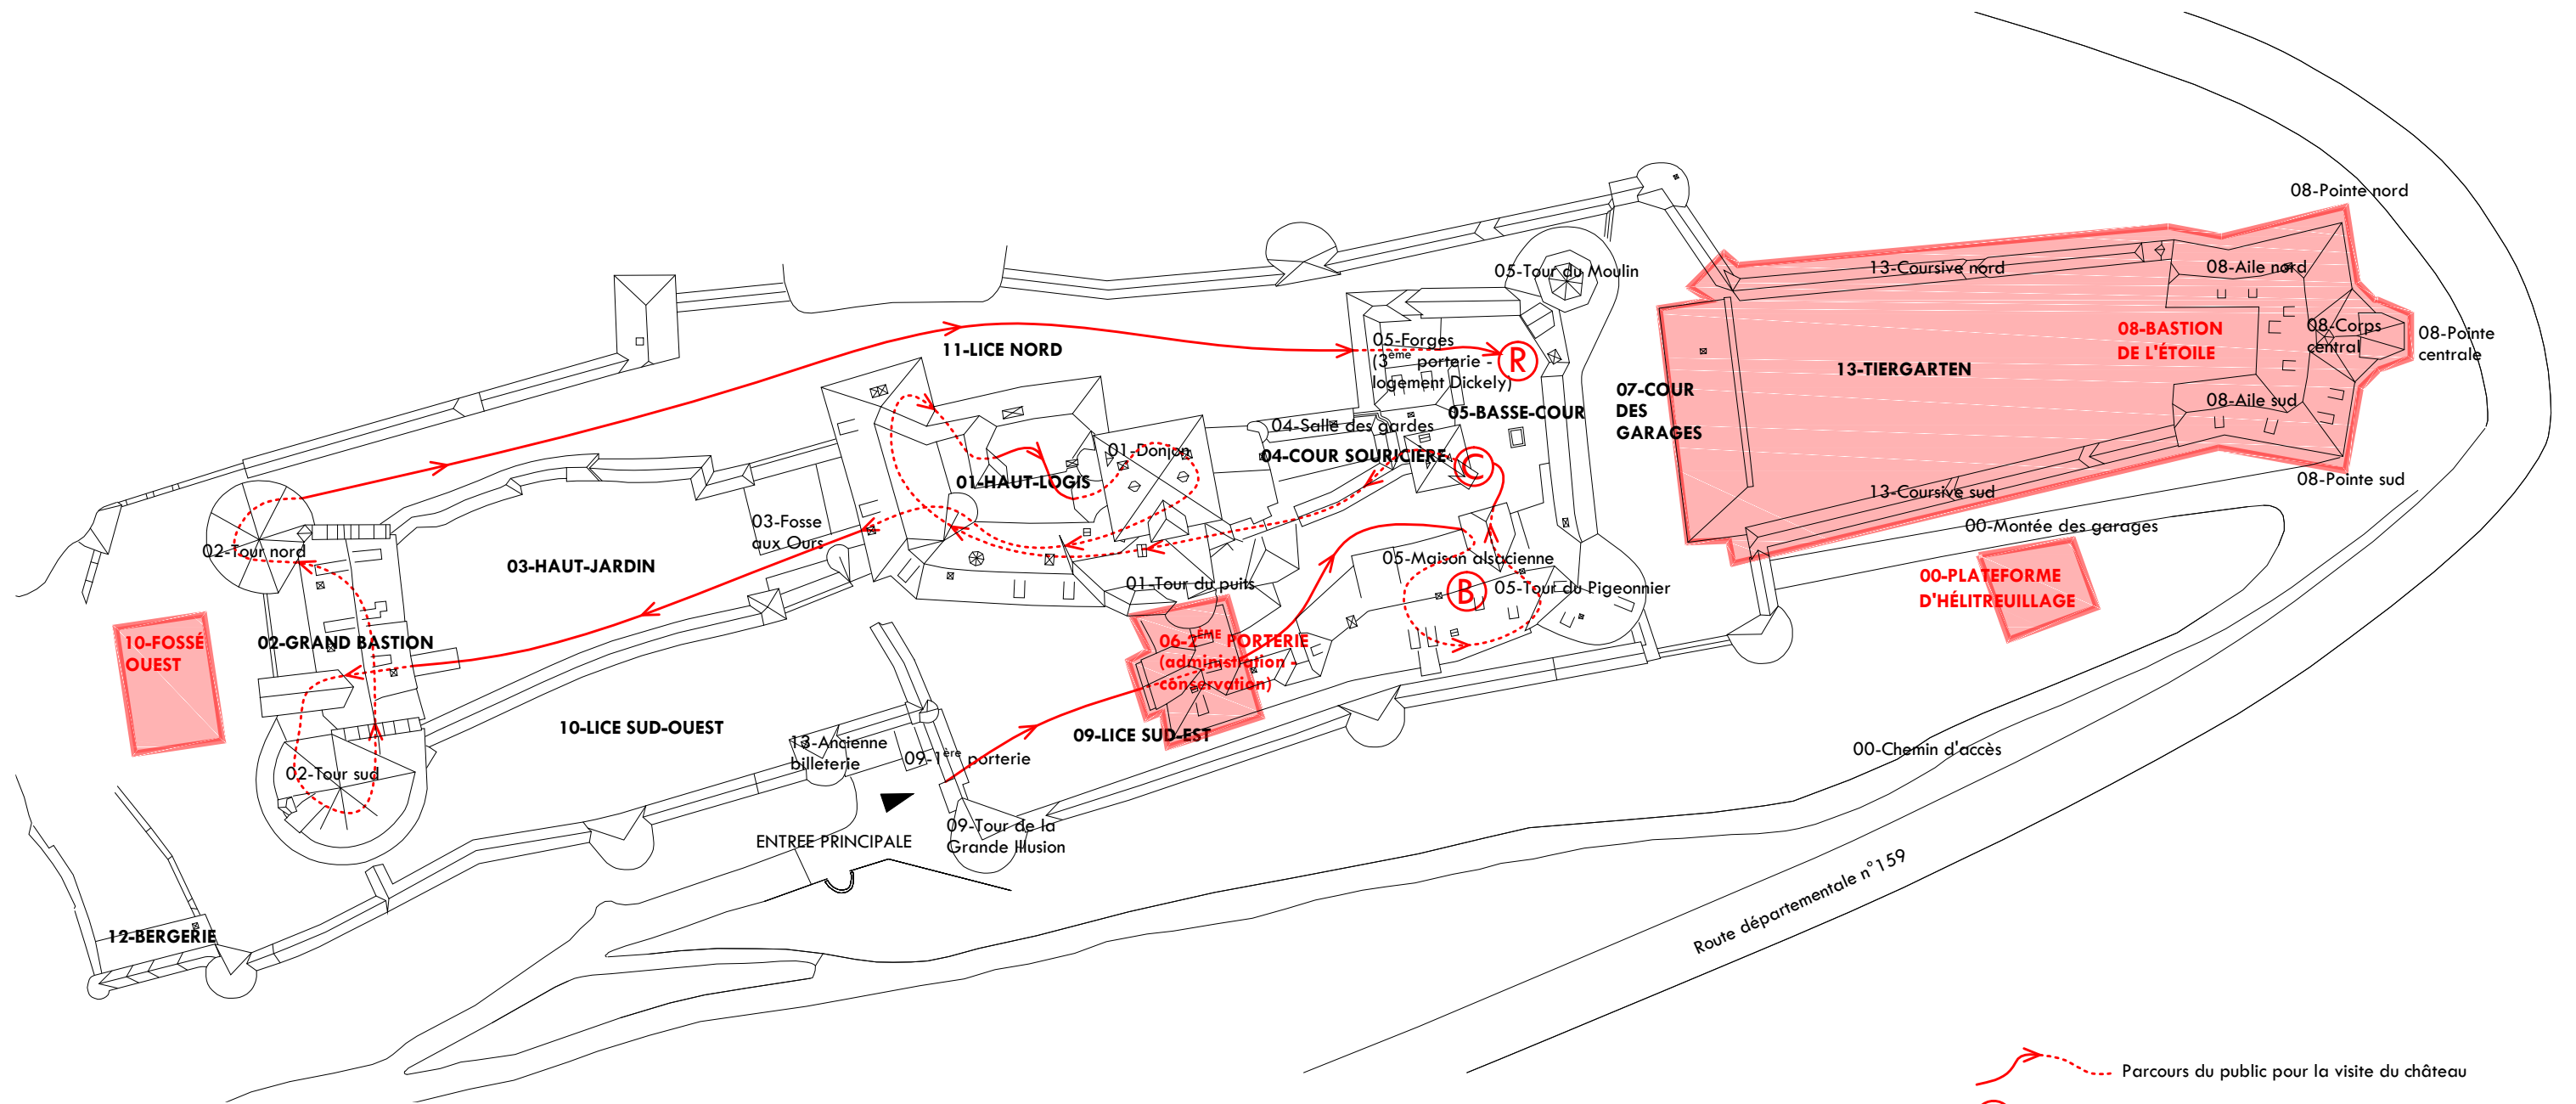 08-Pointe nord
05-Tour du Moulin
13-Coursive nord
08-Aile nord
08-BASTION
DE L'ÉTOILE
08-Corps
central
08-Pointe
centrale
11-LICE NORD
05-Forges
(3ème porterie -
logement Dickely)
R
13-TIERGARTEN
07-COUR
DES
GARAGES
05-BASSE-COUR
08-Aile sud
04-Salle des gardes
01-Donjon
04-COUR SOURICIÈRE
C
01-HAUT-LOGIS
08-Pointe sud
13-Coursive sud
03-Fosse
aux Ours
00-Montée des garages
02-Tour nord
03-HAUT-JARDIN
05-Maison alsacienne
01-Tour du puits
B
05-Tour du Pigeonnier
00-PLATEFORME
D'HÉLITREUILLAGE
10-FOSSÉ
OUEST
02-GRAND BASTION
06-2ÈME PORTERIE
(administration -
conservation)
10-LICE SUD-OUEST
09-LICE SUD-EST
13-Ancienne
billeterie
09-1ère porterie
00-Chemin d'accès
02-Tour sud
09-Tour de la
Grande Illusion
ENTREE PRINCIPALE
Route départementale n°159
12-BERGERIE
Parcours du public pour la visite du château